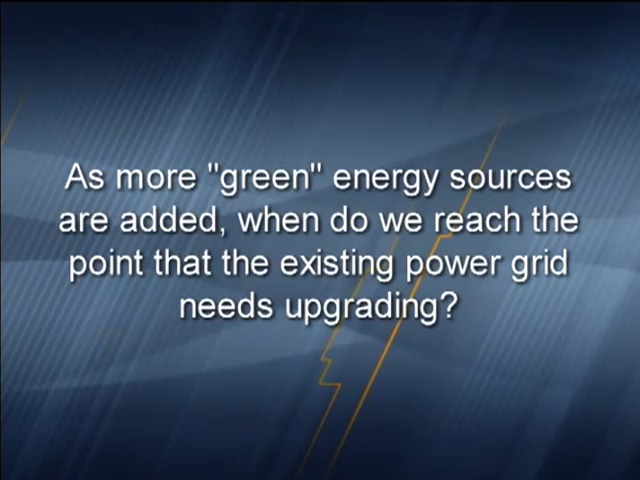 As more "green" energy sources
are added, when do we reach the
point that the existing power grid
needs upgrading?